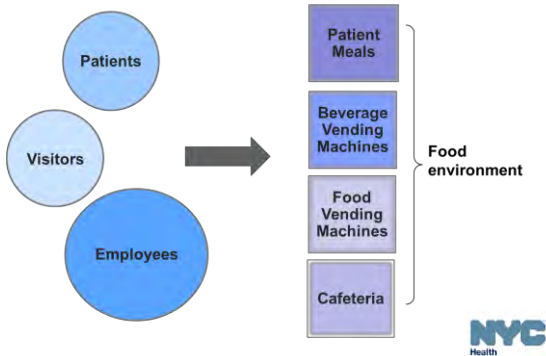 Patients
Visitors
Employees
Patient
Meals
Beverage
Vending
Machines
Food
Vending
Machines
Cafeteria
Food
environment
NYC
Health